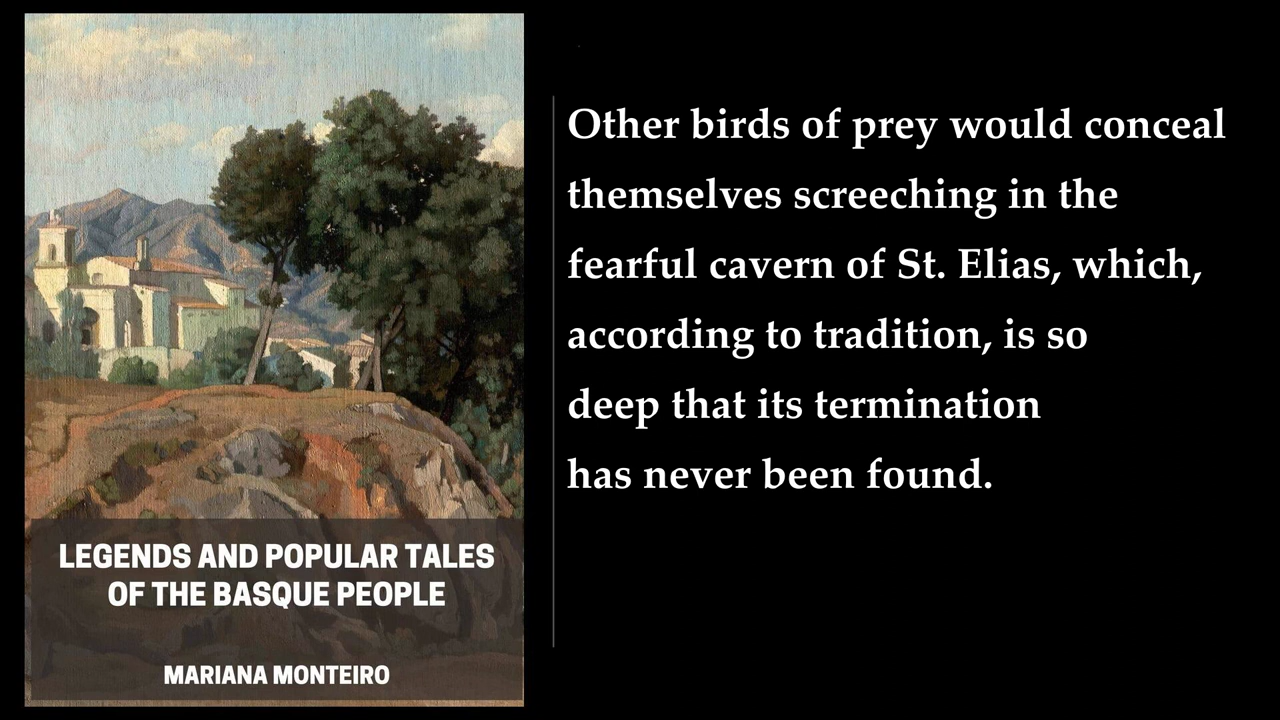 Other birds of prey would conceal
themselves screeching in the
fearful cavern of St. Elias, which,
according to tradition, is so
deep that its termination
has never been found.
LEGENDS AND POPULAR TALES
OF THE BASQUE PEOPLE
MARIANA MONTEIRO